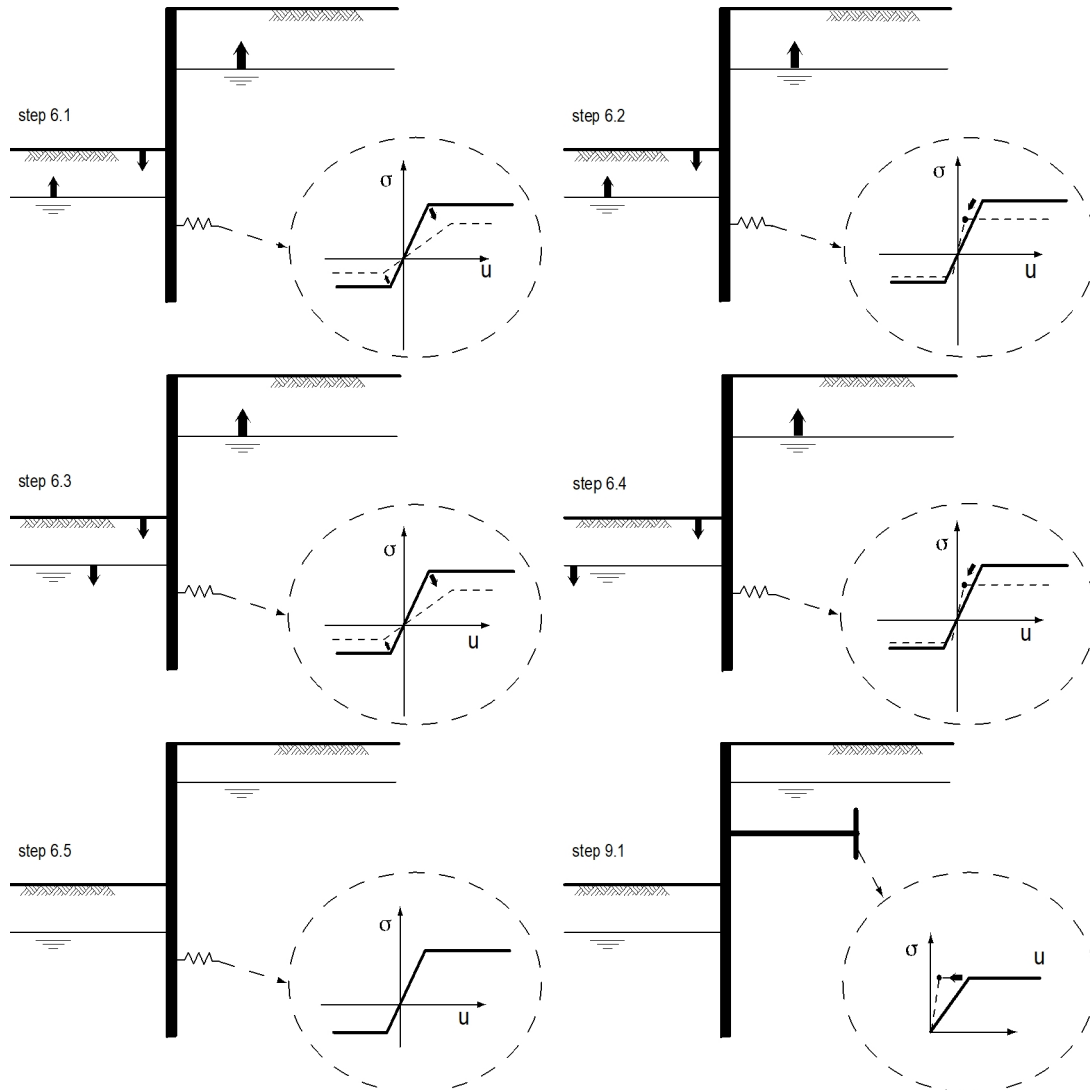 step 6.1
σ
u
step 6.2
σ
u
step 6.3
σ
u
step 6.4
σ
u
step 6.5
σ
u
step 9.1
σ
u